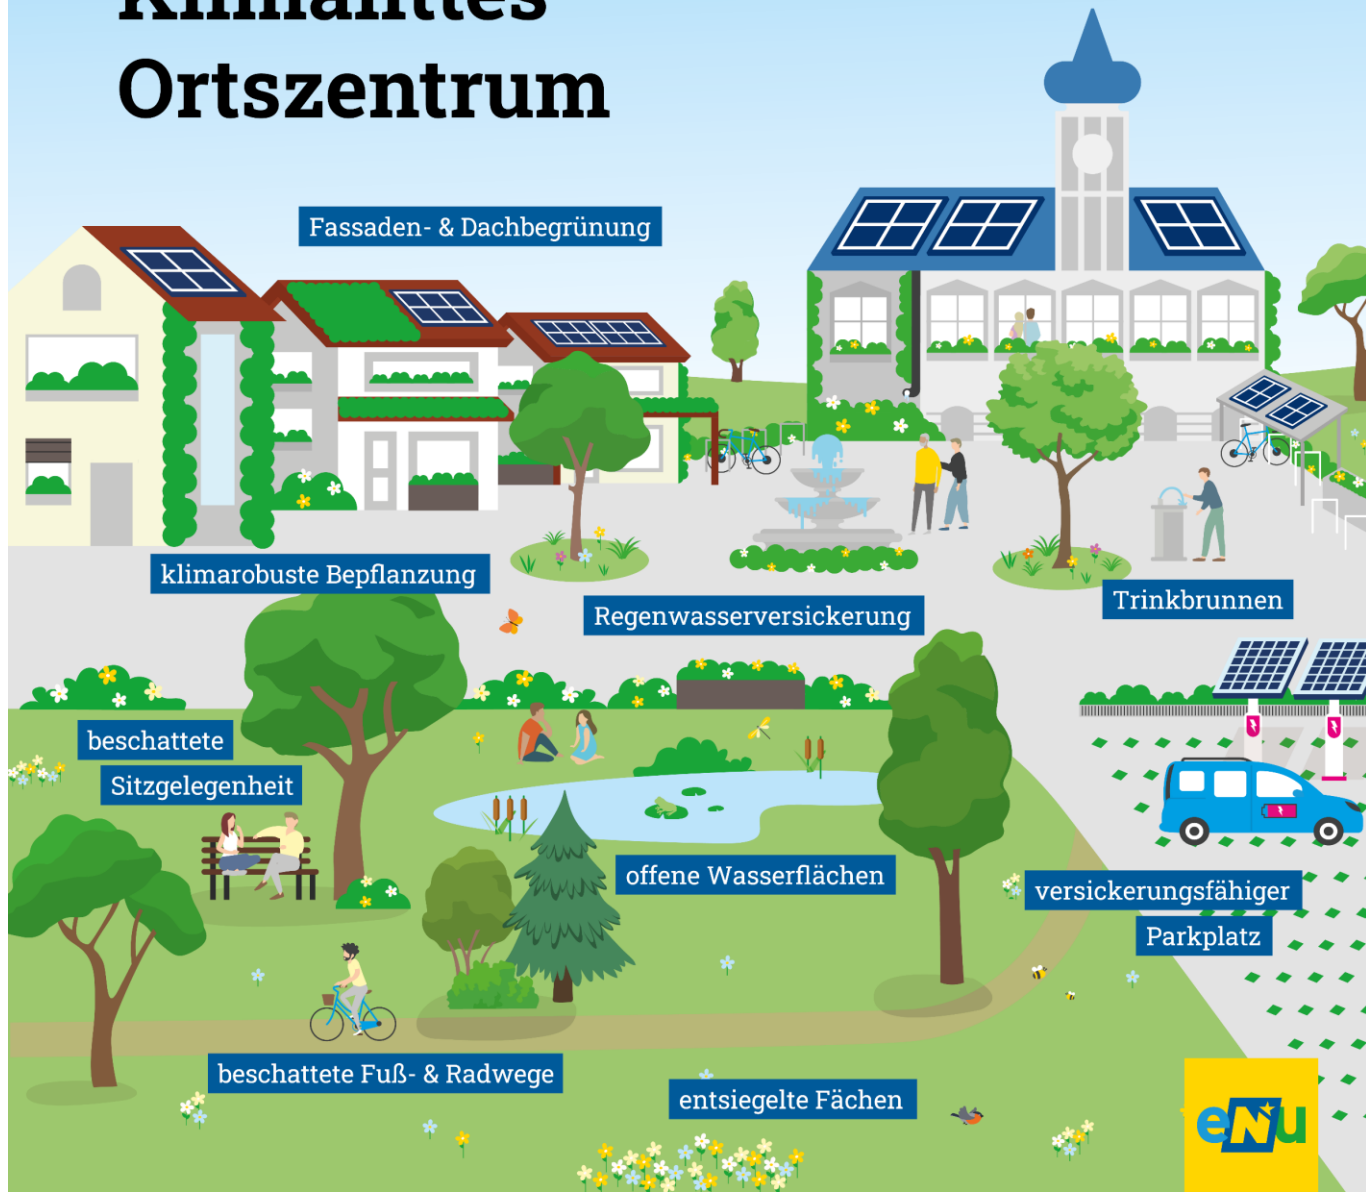 Klimafittes
Ortszentrum
Fassaden- & Dachbegrünung
klimarobuste Bepflanzung
Regenwasserversickerung
Trinkbrunnen
beschattete
Sitzgelegenheit
offene Wasserflächen
versickerungsfähiger
Parkplatz
beschattete Fuß- & Radwege
entsiegelte Fächen
eNu